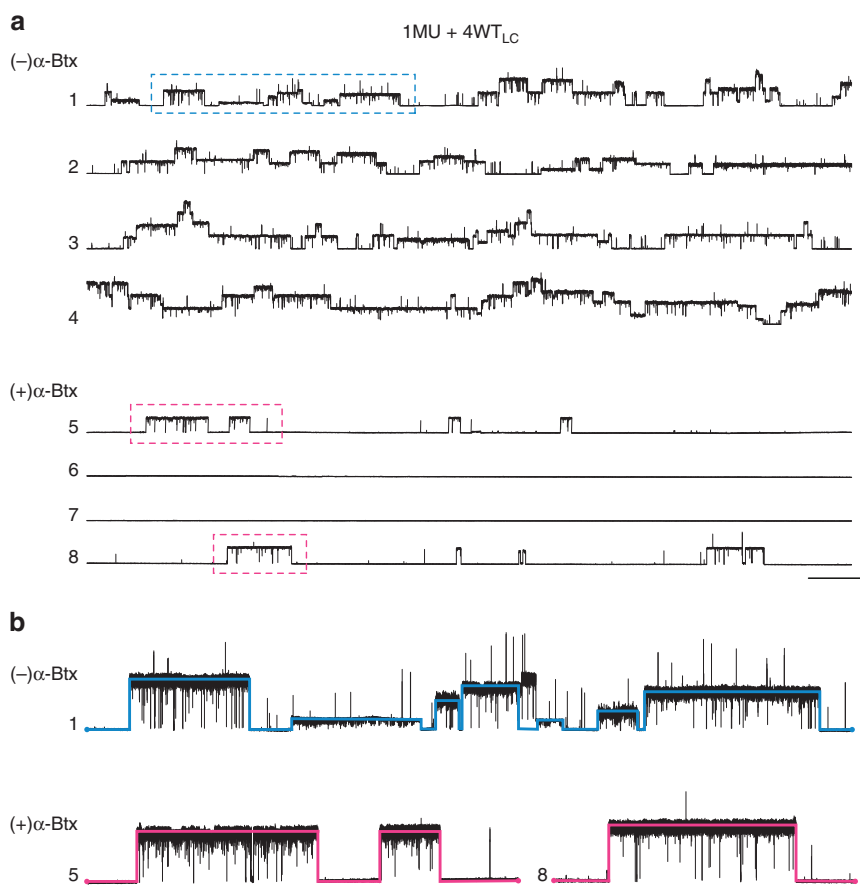 a
1MU + 4WT_LC
(–)α-Btx
1
2
3
4
(+)α-Btx
5
6
7
8
b
(–)α-Btx
1
(+)α-Btx
5 8